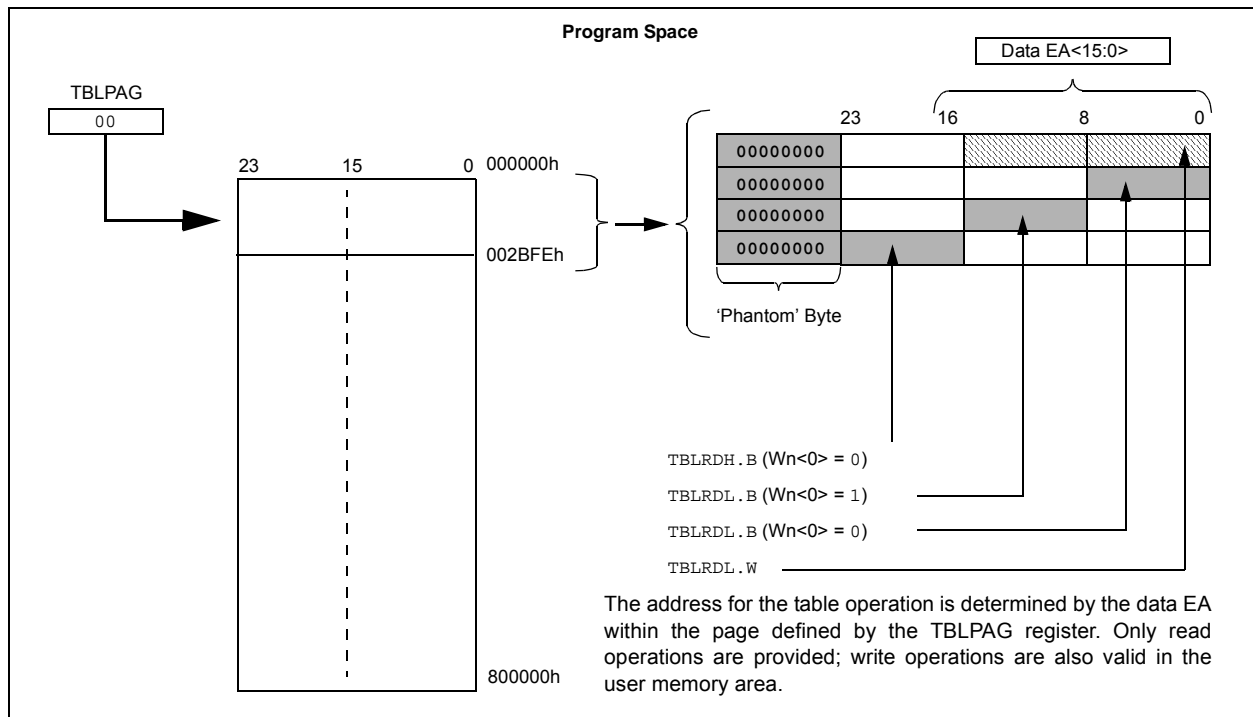 Program Space
Data EA<15:0>
TBLPAG
00
23 16 8 0
23 15 0
000000h
00000000
00000000
00000000
00000000
002BFEh
‘Phantom’ Byte
TBLRDH.B (Wn<0> = 0)
TBLRDL.B (Wn<0> = 1)
TBLRDL.B (Wn<0> = 0)
TBLRDL.W
The address for the table operation is determined by the data EA
within the page defined by the TBLPAG register. Only read
operations are provided; write operations are also valid in the
user memory area.
800000h